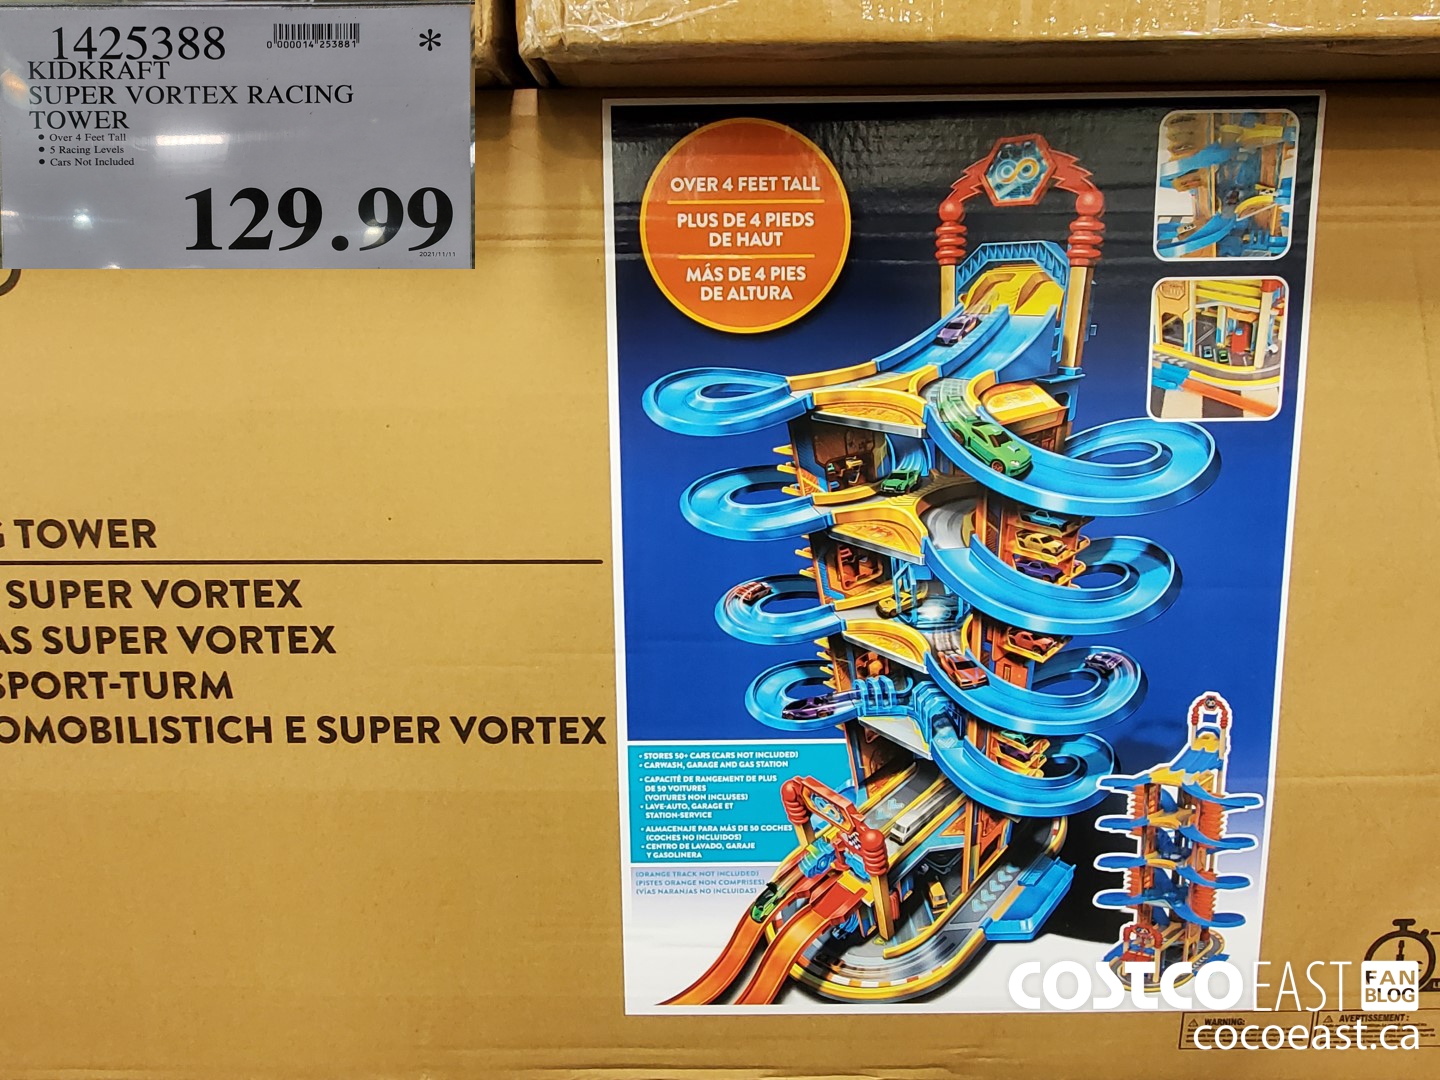 1425388
0 000014 253881
*
KIDKRAFT
SUPER VORTEX RACING
TOWER
• Over 4 Feet Tall
• 5 Racing Levels
• Cars Not Included
129.99
2021/11/11
OVER 4 FEET TALL
PLUS DE 4 PIEDS
DE HAUT
MÁS DE 4 PIES
DE ALTURA
G TOWER
SUPER VORTEX
AS SUPER VORTEX
SPORT-TURM
OMOBILISTICH E SUPER VORTEX
• STORES 50+ CARS (CARS NOT INCLUDED)
• CARWASH, GARAGE AND GAS STATION
• CAPACITÉ DE RANGEMENT DE PLUS
DE 50 VOITURES
(VOITURES NON INCLUSES)
• LAVE-AUTO, GARAGE ET
STATION-SERVICE
• ALMACENAJE PARA MÁS DE 50 COCHES
(COCHES NO INCLUIDOS)
• CENTRO DE LAVADO, GARAJE
Y GASOLINERA
(ORANGE TRACK NOT INCLUDED)
(PISTES ORANGE NON COMPRISES)
(VÍAS NARANJAS NO INCLUIDAS)
COSTCO EAST FAN BLOG
WARNING:
AVERTISSEMENT:
cocoeast.ca